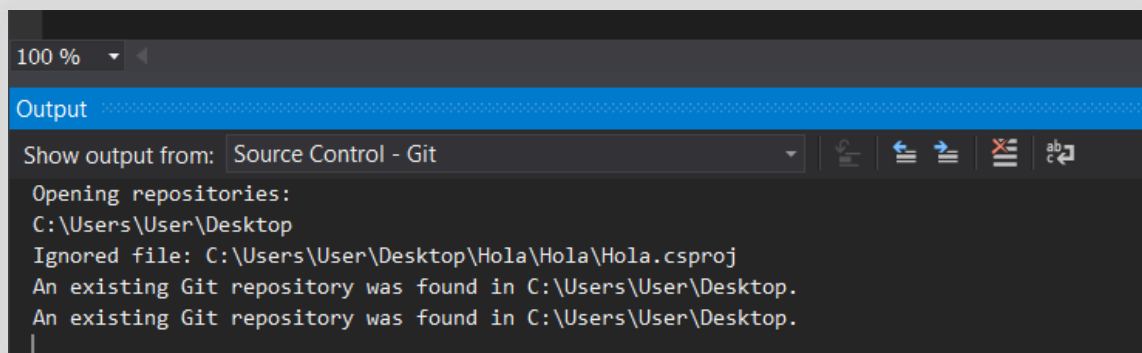 100 %
Output
Show output from: Source Control - Git
Opening repositories:
C:\Users\User\Desktop
Ignored file: C:\Users\User\Desktop\Hola\Hola\Hola.csproj
An existing Git repository was found in C:\Users\User\Desktop.
An existing Git repository was found in C:\Users\User\Desktop.